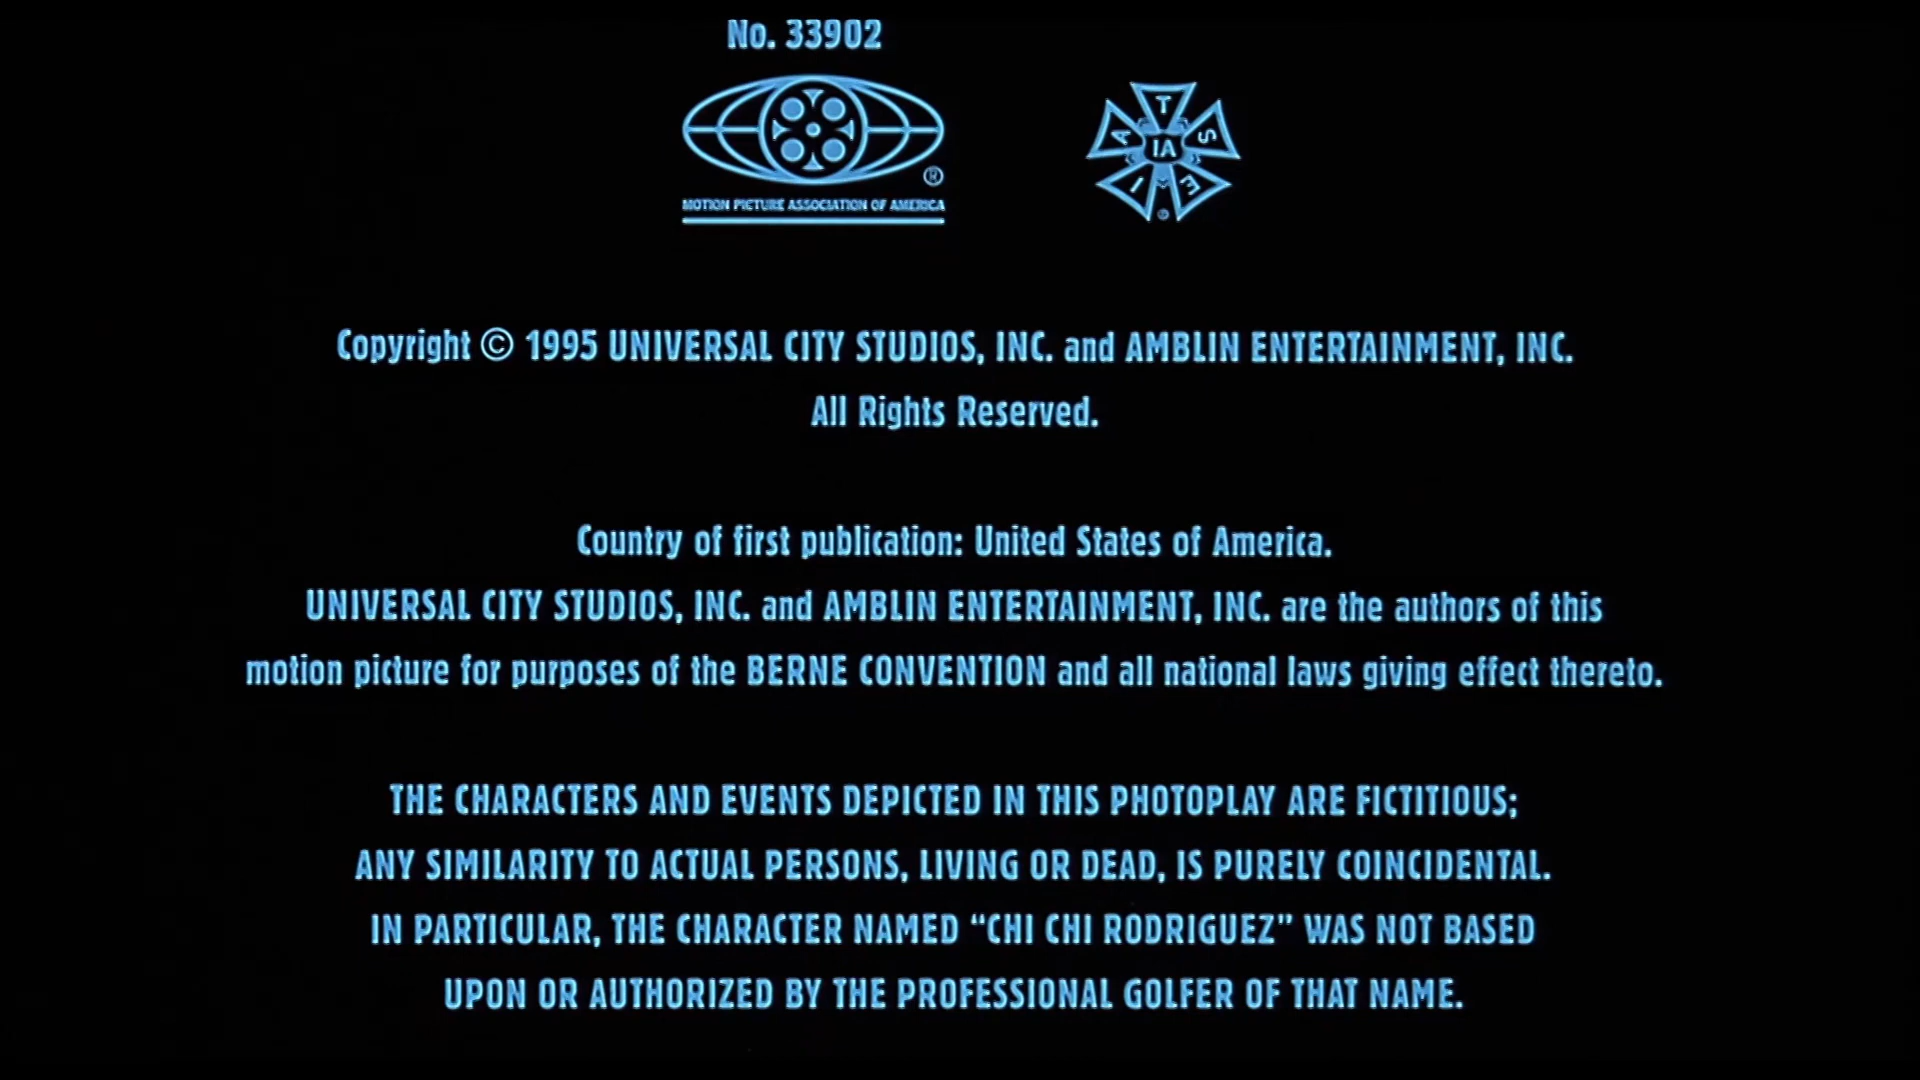 No. 33902
MOTION PICTURE ASSOCIATION OF AMERICA
®
I A T S E
IA
®
Copyright © 1995 UNIVERSAL CITY STUDIOS, INC. and AMBLIN ENTERTAINMENT, INC.
All Rights Reserved.
Country of first publication: United States of America.
UNIVERSAL CITY STUDIOS, INC. and AMBLIN ENTERTAINMENT, INC. are the authors of this
motion picture for purposes of the BERNE CONVENTION and all national laws giving effect thereto.
THE CHARACTERS AND EVENTS DEPICTED IN THIS PHOTOPLAY ARE FICTITIOUS;
ANY SIMILARITY TO ACTUAL PERSONS, LIVING OR DEAD, IS PURELY COINCIDENTAL.
IN PARTICULAR, THE CHARACTER NAMED “CHI CHI RODRIGUEZ” WAS NOT BASED
UPON OR AUTHORIZED BY THE PROFESSIONAL GOLFER OF THAT NAME.